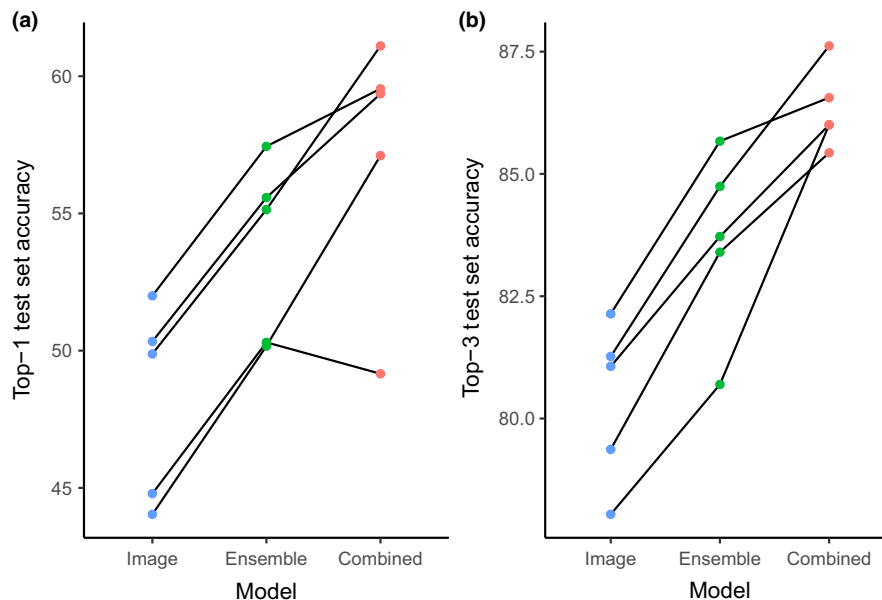 (a)
Top−1 test set accuracy
60
55
50
45
Image Ensemble Combined
Model
(b)
Top−3 test set accuracy
87.5
85.0
82.5
80.0
Image Ensemble Combined
Model